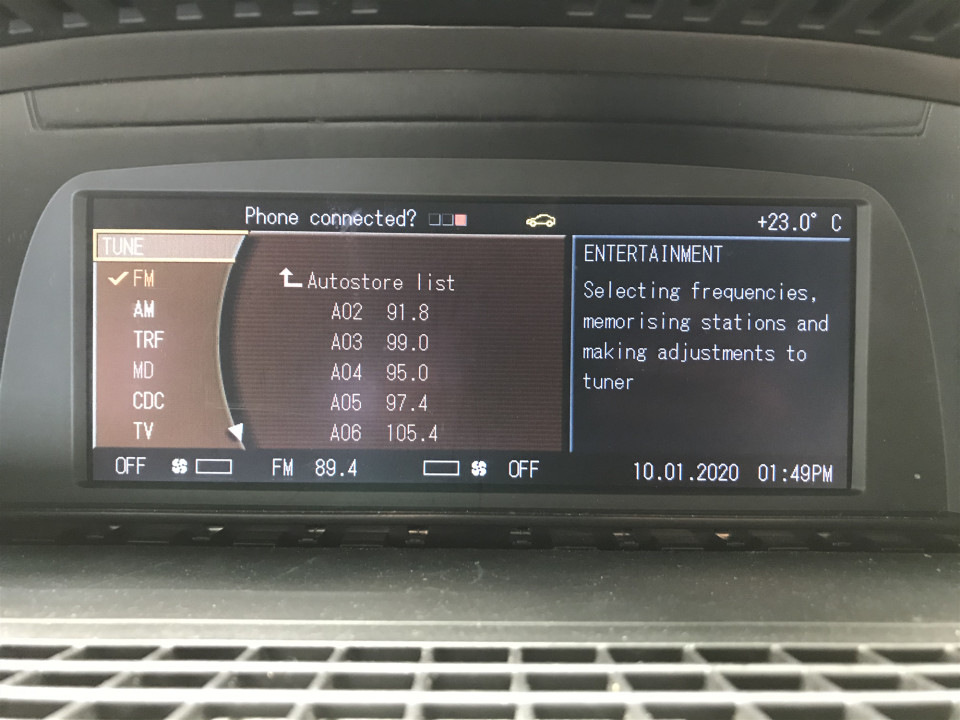 Phone connected?
+23.0° C
TUNE
FM
AM
TRF
MD
CDC
TV
Autostore list
A02 91.8
A03 99.0
A04 95.0
A05 97.4
A06 105.4
ENTERTAINMENT
Selecting frequencies,
memorising stations and
making adjustments to
tuner
OFF FM 89.4 OFF 10.01.2020 01:49PM